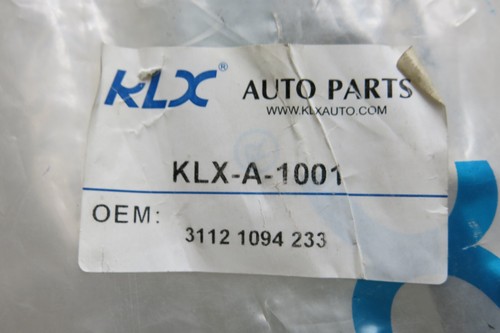 KLX® AUTO PARTS
WWW.KLXAUTO.COM
KLX-A-1001
OEM:
3112 1094 233